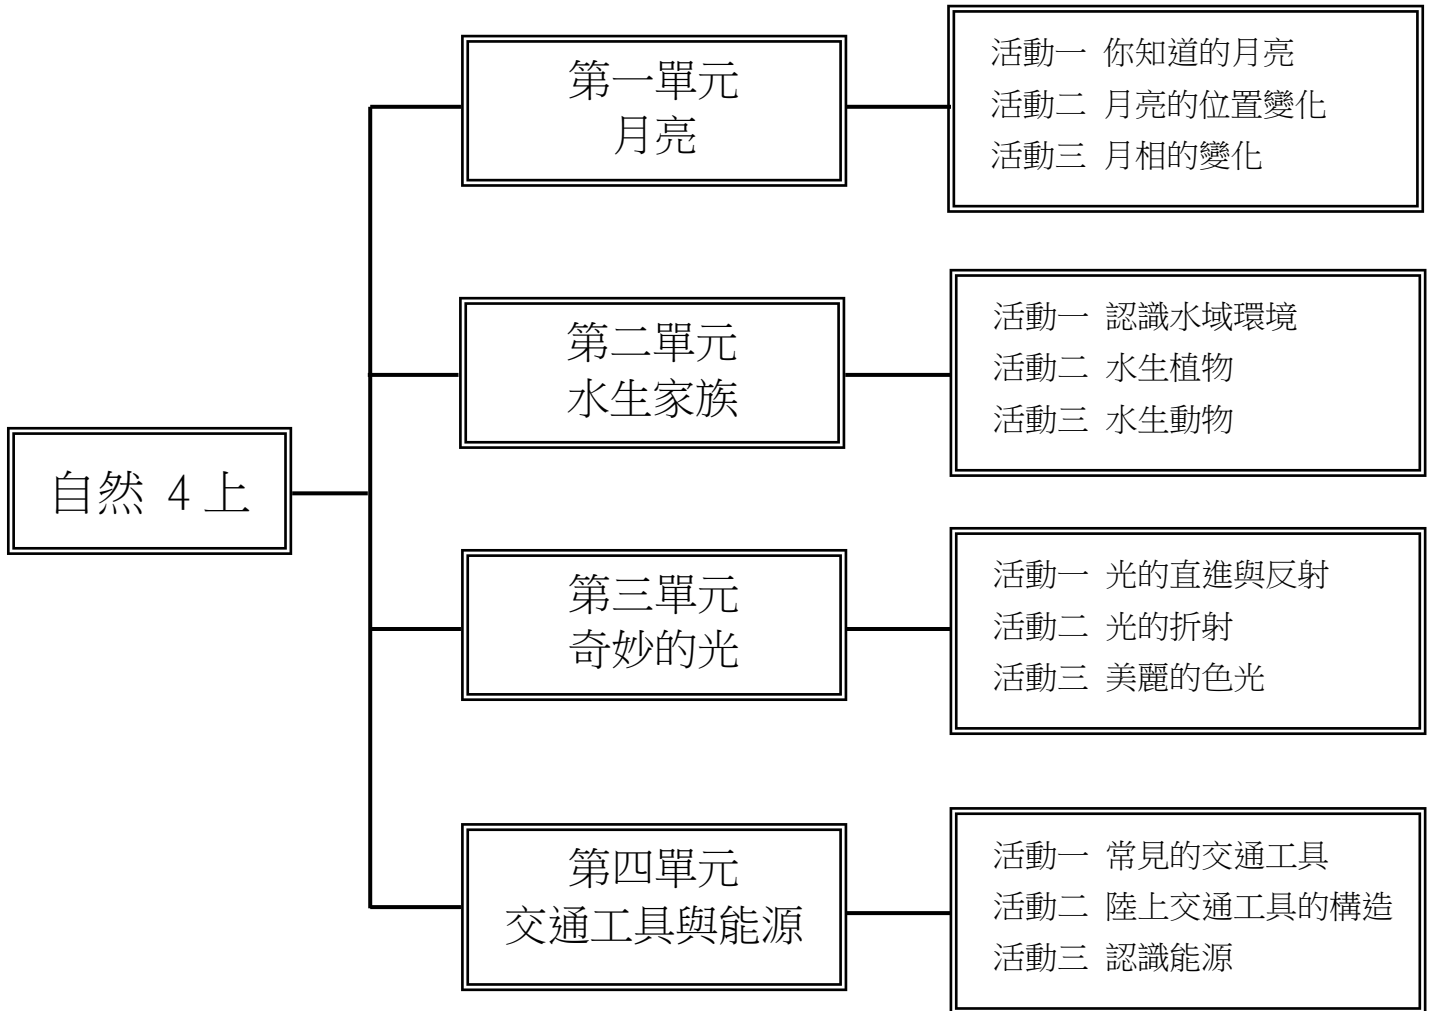 自然 4 上
第一單元
月亮
活動一 你知道的月亮
活動二 月亮的位置變化
活動三 月相的變化
第二單元
水生家族
活動一 認識水域環境
活動二 水生植物
活動三 水生動物
第三單元
奇妙的光
活動一 光的直進與反射
活動二 光的折射
活動三 美麗的色光
第四單元
交通工具與能源
活動一 常見的交通工具
活動二 陸上交通工具的構造
活動三 認識能源